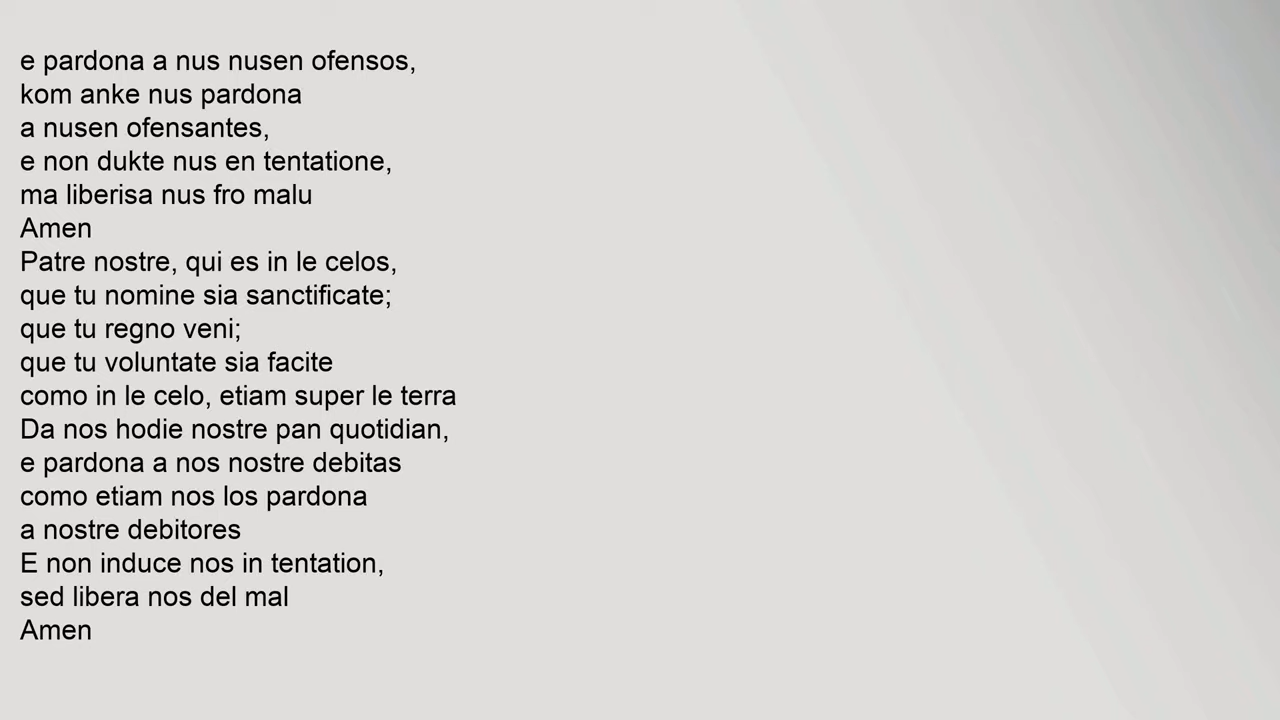 e pardona a nus nusen ofensos,
kom anke nus pardona
a nusen ofensantes,
e non dukte nus en tentatione,
ma liberisa nus fro malu
Amen
Patre nostre, qui es in le celos,
que tu nomine sia sanctificate;
que tu regno veni;
que tu voluntate sia facite
como in le celo, etiam super le terra
Da nos hodie nostre pan quotidian,
e pardona a nos nostre debitas
como etiam nos los pardona
a nostre debitores
E non induce nos in tentation,
sed libera nos del mal
Amen